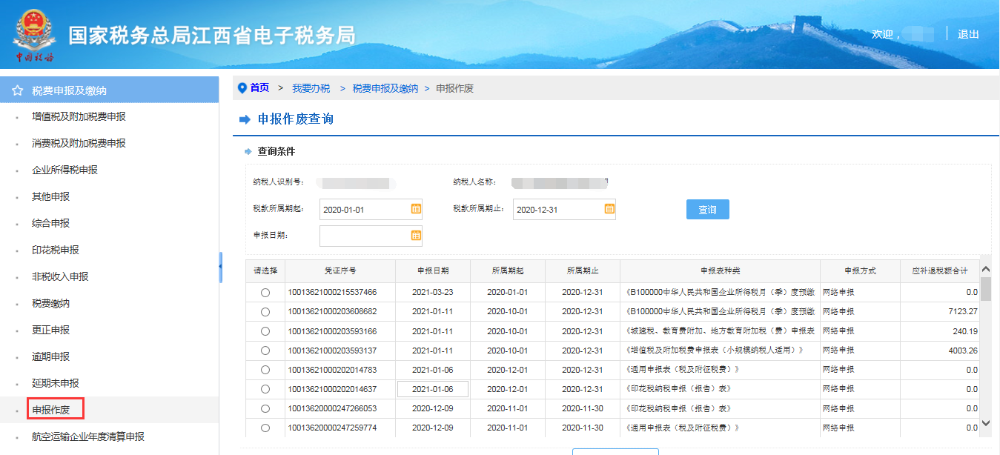 国家税务总局江西省电子税务局
中国税务
欢迎， 退出
税费申报及缴纳
增值税及附加税费申报
消费税及附加税费申报
企业所得税申报
其他申报
综合申报
印花税申报
非税收入申报
税费缴纳
更正申报
逾期申报
延期未申报
申报作废
航空运输企业年度清算申报
首页 > 我要办税 > 税费申报及缴纳 > 申报作废
申报作废查询
查询条件
纳税人识别号： 纳税人名称：
税款所属期起： 2020-01-01 税款所属期止： 2020-12-31 查询
申报日期：
请选择 凭证序号 申报日期 所属期起 所属期止 申报表种类 申报方式 应补退税额合计
10013621000215537466 2021-03-23 2020-01-01 2020-12-31 《B100000中华人民共和国企业所得税月（季）度预缴 网络申报 0.0
10013621000203608682 2021-01-11 2020-10-01 2020-12-31 《B100000中华人民共和国企业所得税月（季）度预缴 网络申报 7123.27
10013621000203593166 2021-01-11 2020-10-01 2020-12-31 《城建税、教育费附加、地方教育附加税（费）申报表 网络申报 240.19
10013621000203593137 2021-01-11 2020-10-01 2020-12-31 《增值税及附加税费申报表（小规模纳税人适用）》 网络申报 4003.26
10013621000202014783 2021-01-06 2020-12-01 2020-12-31 《通用申报表（税及附征税费）》 网络申报 0.0
10013621000202014637 2021-01-06 2020-12-01 2020-12-31 《印花税纳税申报（报告）表》 网络申报 0.0
10013620000247266053 2020-12-09 2020-11-01 2020-11-30 《印花税纳税申报（报告）表》 网络申报 0.0
10013620000247259774 2020-12-09 2020-11-01 2020-11-30 《通用申报表（税及附征税费）》 网络申报 0.0